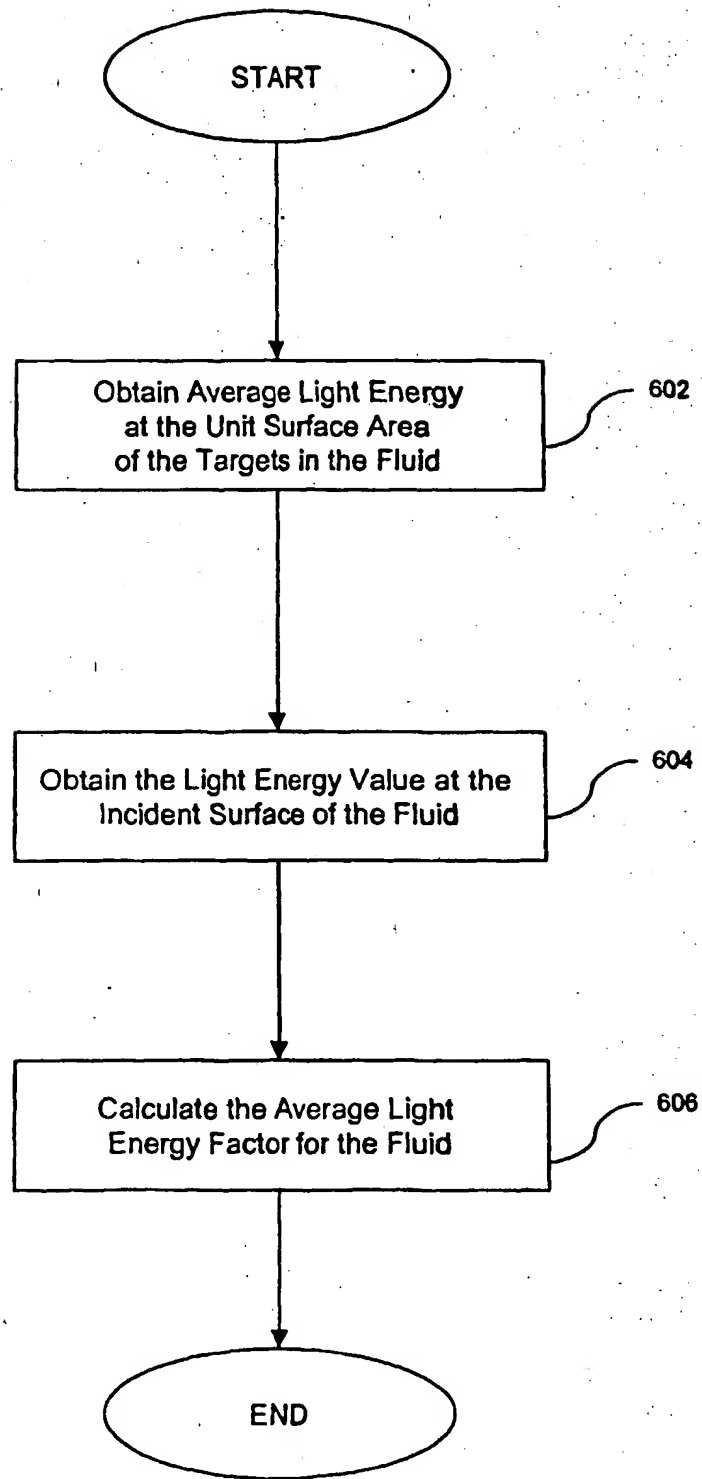 START
Obtain Average Light Energy
at the Unit Surface Area
of the Targets in the Fluid
602
Obtain the Light Energy Value at the
Incident Surface of the Fluid
604
Calculate the Average Light
Energy Factor for the Fluid
606
END